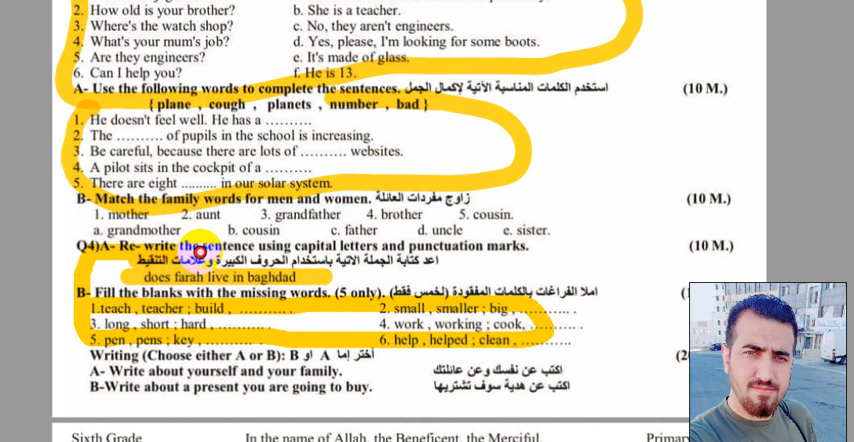 2. How old is your brother? b. She is a teacher.
3. Where's the watch shop? c. No, they aren't engineers.
4. What's your mum's job? d. Yes, please, I'm looking for some boots.
5. Are they engineers? e. It's made of glass.
6. Can I help you? f. He is 13.
A- Use the following words to complete the sentences. استخدم الكلمات المناسبة الآتية لإكمال الجمل (10 M.)
{ plane , cough , planets , number , bad }
1. He doesn't feel well. He has a ..........
2. The .......... of pupils in the school is increasing.
3. Be careful, because there are lots of .......... websites.
4. A pilot sits in the cockpit of a ..........
5. There are eight .......... in our solar system.
B- Match the family words for men and women. زاوج مفردات العائلة (10 M.)
1. mother 2. aunt 3. grandfather 4. brother 5. cousin.
a. grandmother b. cousin c. father d. uncle e. sister.
Q4)A- Re- write the sentence using capital letters and punctuation marks. (10 M.)
اعد كتابة الجملة الاتية باستخدام الحروف الكبيرة وعلامات التنقيط
does farah live in baghdad
B- Fill the blanks with the missing words. (5 only). املا الفراغات بالكلمات المفقودة (لخمس فقط)
1.teach , teacher ; build , ........... 2. small , smaller ; big , ...........
3. long , short ; hard , ........... 4. work , working ; cook, ...........
5. pen , pens ; key , ........... 6. help , helped ; clean , ...........
Writing (Choose either A or B): أختر إما A او B
A- Write about yourself and your family. اكتب عن نفسك وعن عائلتك
B-Write about a present you are going to buy. اكتب عن هدية سوف تشتريها
Sixth Grade In the name of Allah, the Beneficent, the Merciful